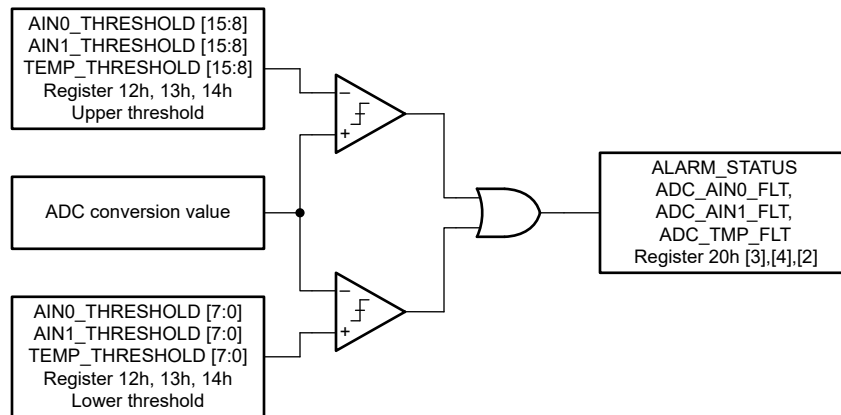 AIN0_THRESHOLD [15:8]
AIN1_THRESHOLD [15:8]
TEMP_THRESHOLD [15:8]
Register 12h, 13h, 14h
Upper threshold
−
+
ADC conversion value
ALARM_STATUS
ADC_AIN0_FLT,
ADC_AIN1_FLT,
ADC_TMP_FLT
Register 20h [3],[4],[2]
−
+
AIN0_THRESHOLD [7:0]
AIN1_THRESHOLD [7:0]
TEMP_THRESHOLD [7:0]
Register 12h, 13h, 14h
Lower threshold